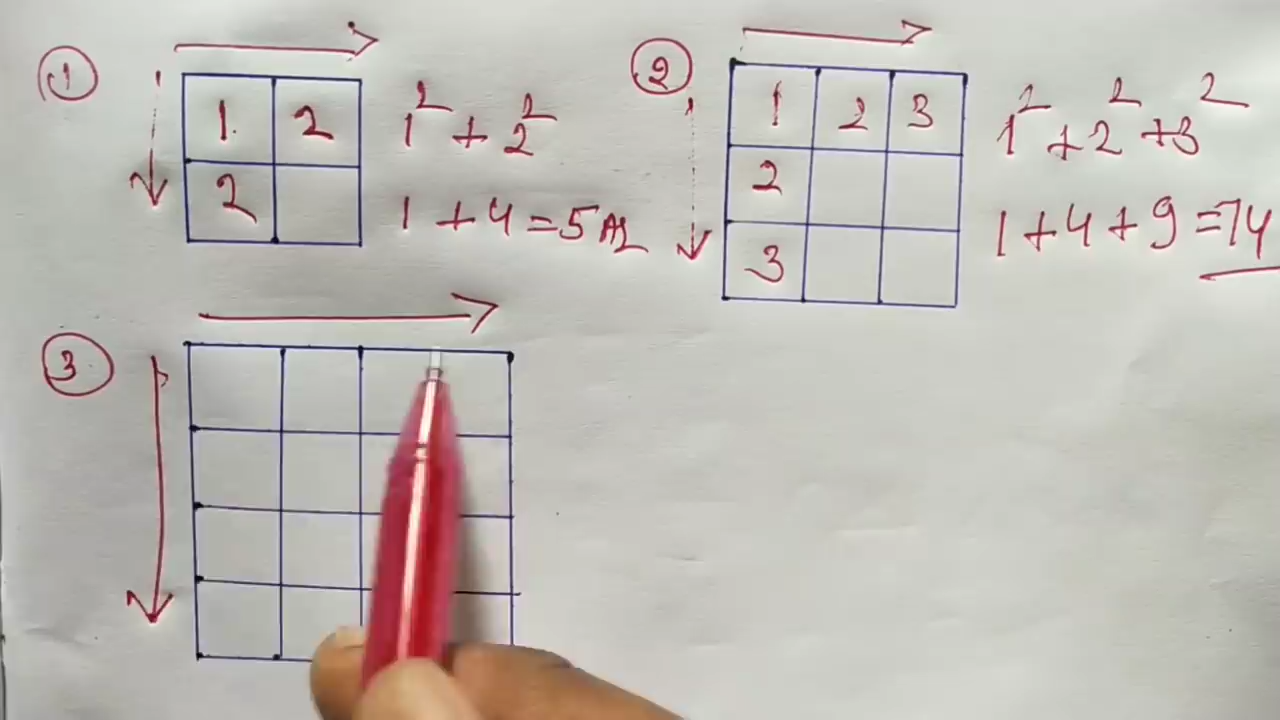 ①
1 2
2
1² + 2²
1 + 4 = 5 Ans
②
1 2 3
2
3
1² + 2² + 3²
1 + 4 + 9 = 14
③